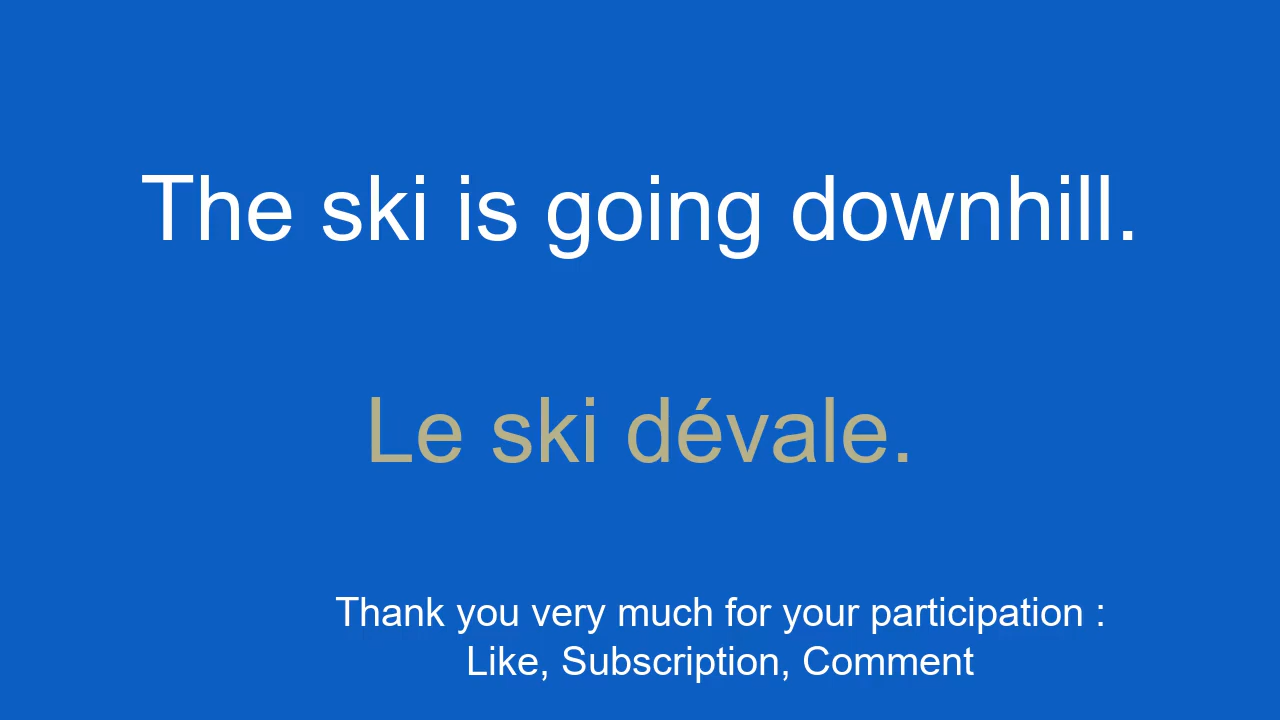 The ski is going downhill.
Le ski dévale.
Thank you very much for your participation :
Like, Subscription, Comment